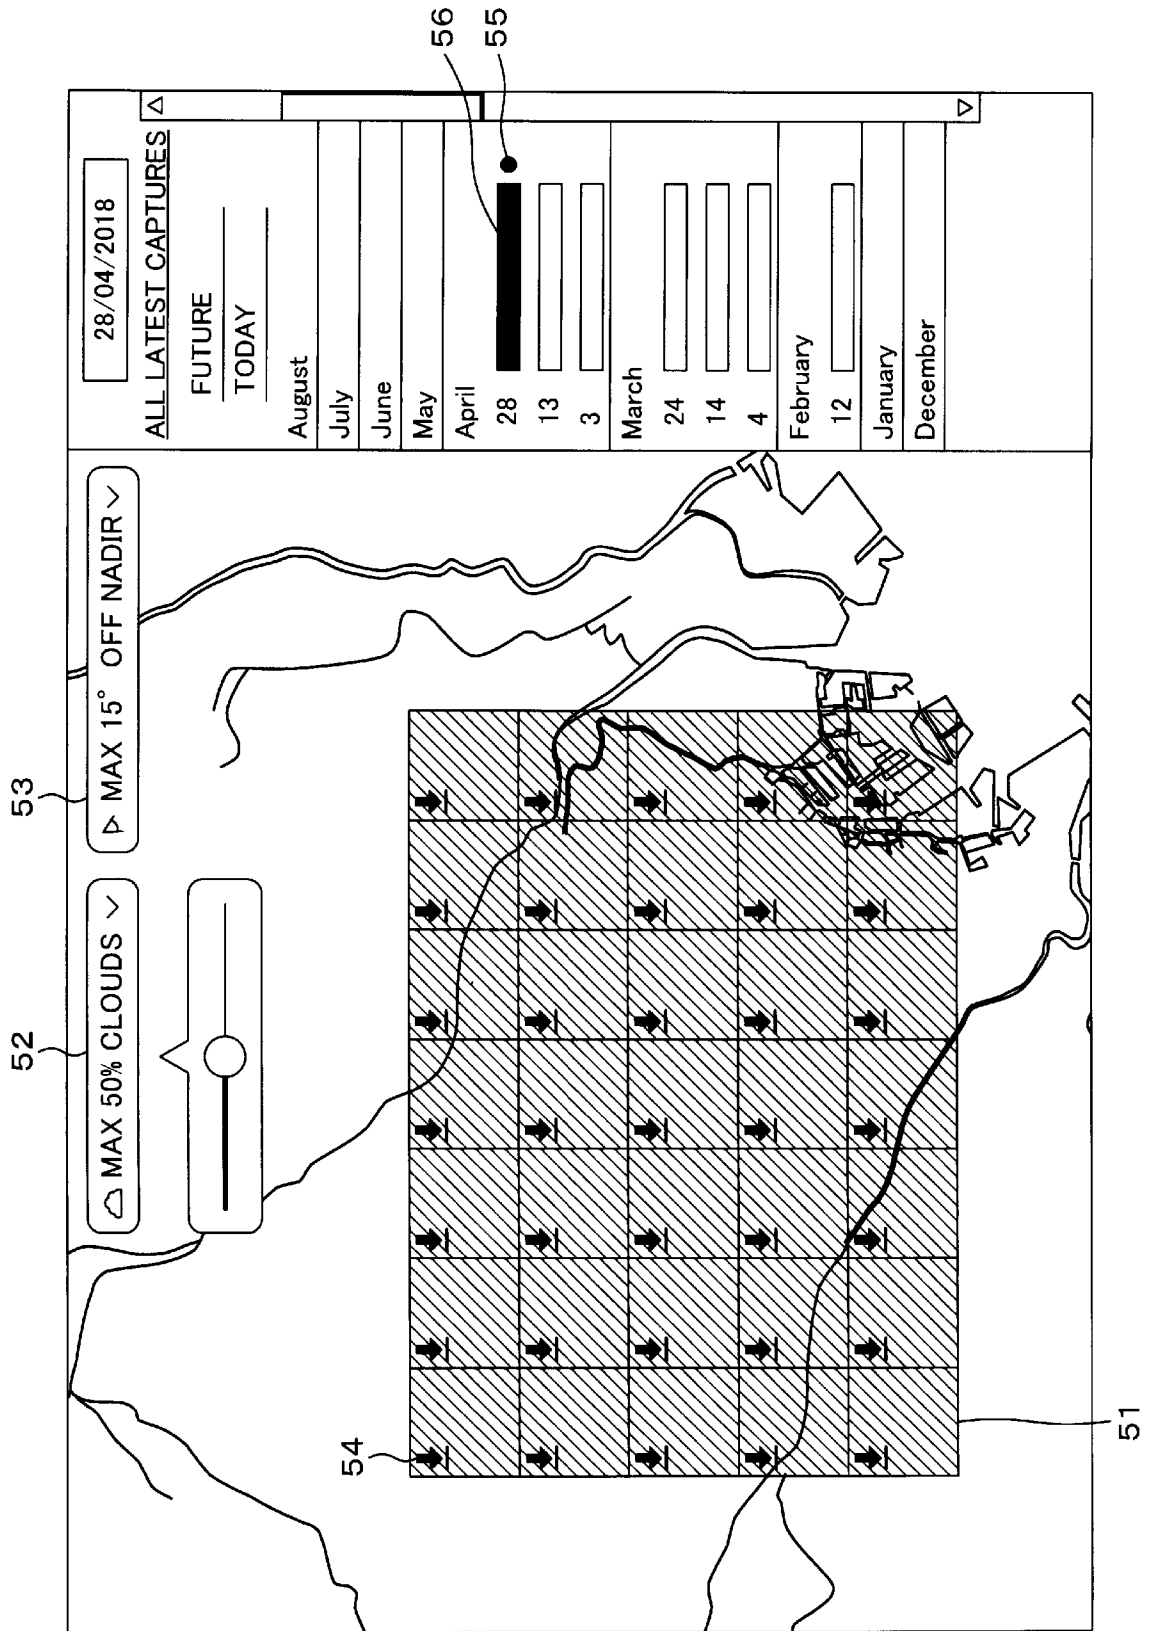 52
53
MAX 50% CLOUDS
MAX 15° OFF NADIR
28/04/2018
ALL LATEST CAPTURES
FUTURE
TODAY
August
July
June
May
April
28
13
3
March
24
14
4
February
12
January
December
56
55
54
51